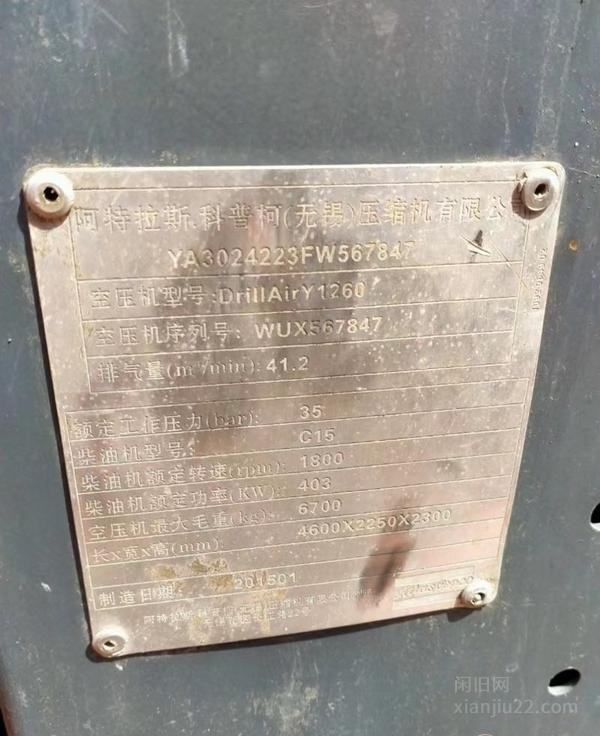 阿特拉斯.科普柯(无锡)压缩机有限公
YA3024223FW567847
空压机型号:DrillAirY1260
空压机序列号: WUX567847
排气量(m³/min): 41.2
额定工作压力(bar): 35
柴油机型号: C15
柴油机额定转速(rpm): 1800
柴油机额定功率(KW): 403
空压机最大毛重(kg): 6700
长x宽x高(mm): 4600X2250X2300
制造日期: 201501
闲旧网
xianjiu22.com